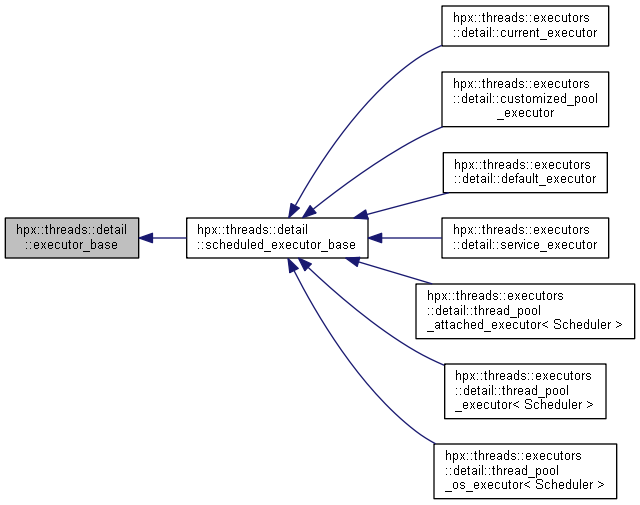 hpx::threads::detail
::executor_base
hpx::threads::detail
::scheduled_executor_base
hpx::threads::executors
::detail::current_executor
hpx::threads::executors
::detail::customized_pool
_executor
hpx::threads::executors
::detail::default_executor
hpx::threads::executors
::detail::service_executor
hpx::threads::executors
::detail::thread_pool
_attached_executor< Scheduler >
hpx::threads::executors
::detail::thread_pool
_executor< Scheduler >
hpx::threads::executors
::detail::thread_pool
_os_executor< Scheduler >